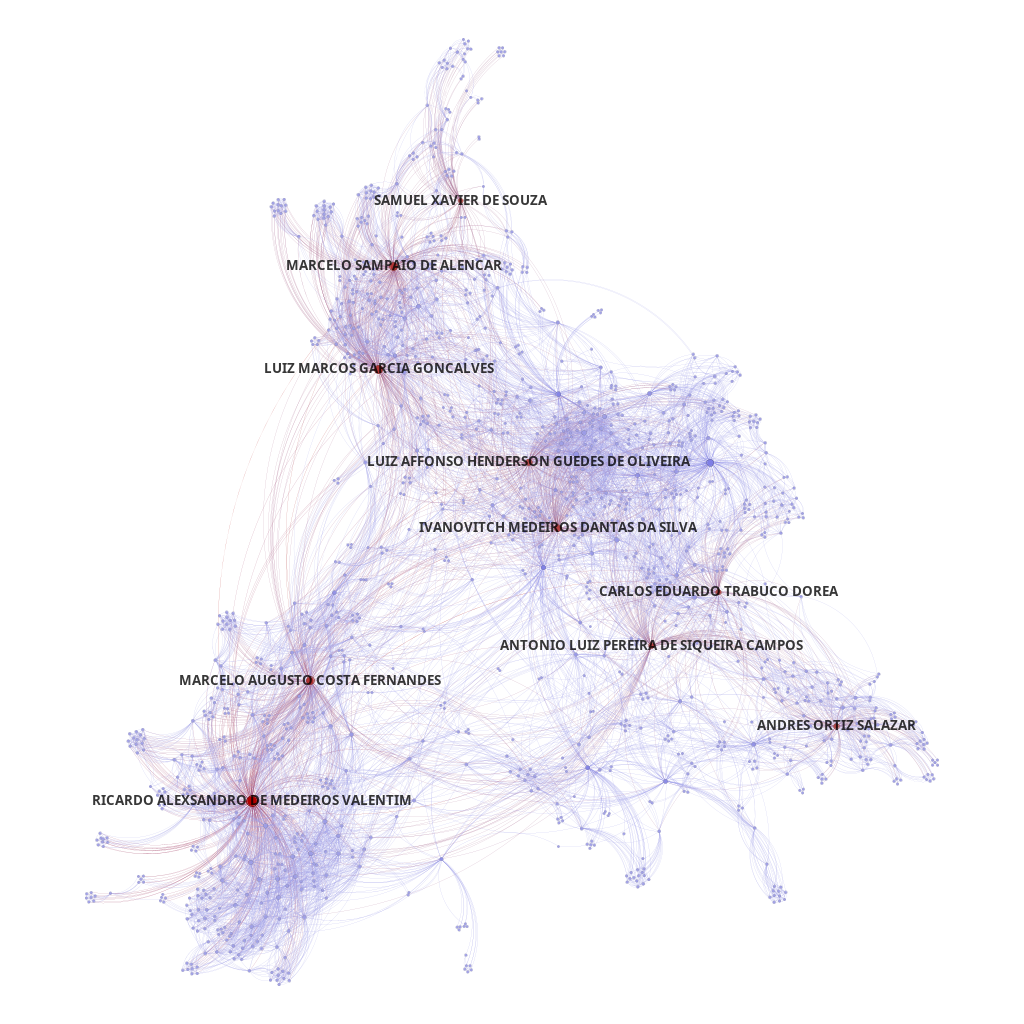 SAMUEL XAVIER DE SOUZA
MARCELO SAMPAIO DE ALENCAR
LUIZ MARCOS GARCIA GONCALVES
LUIZ AFFONSO HENDERSON GUEDES DE OLIVEIRA
IVANOVITCH MEDEIROS DANTAS DA SILVA
CARLOS EDUARDO TRABUCO DOREA
ANTONIO LUIZ PEREIRA DE SIQUEIRA CAMPOS
MARCELO AUGUSTO COSTA FERNANDES
ANDRES ORTIZ SALAZAR
RICARDO ALEXSANDRO DE MEDEIROS VALENTIM